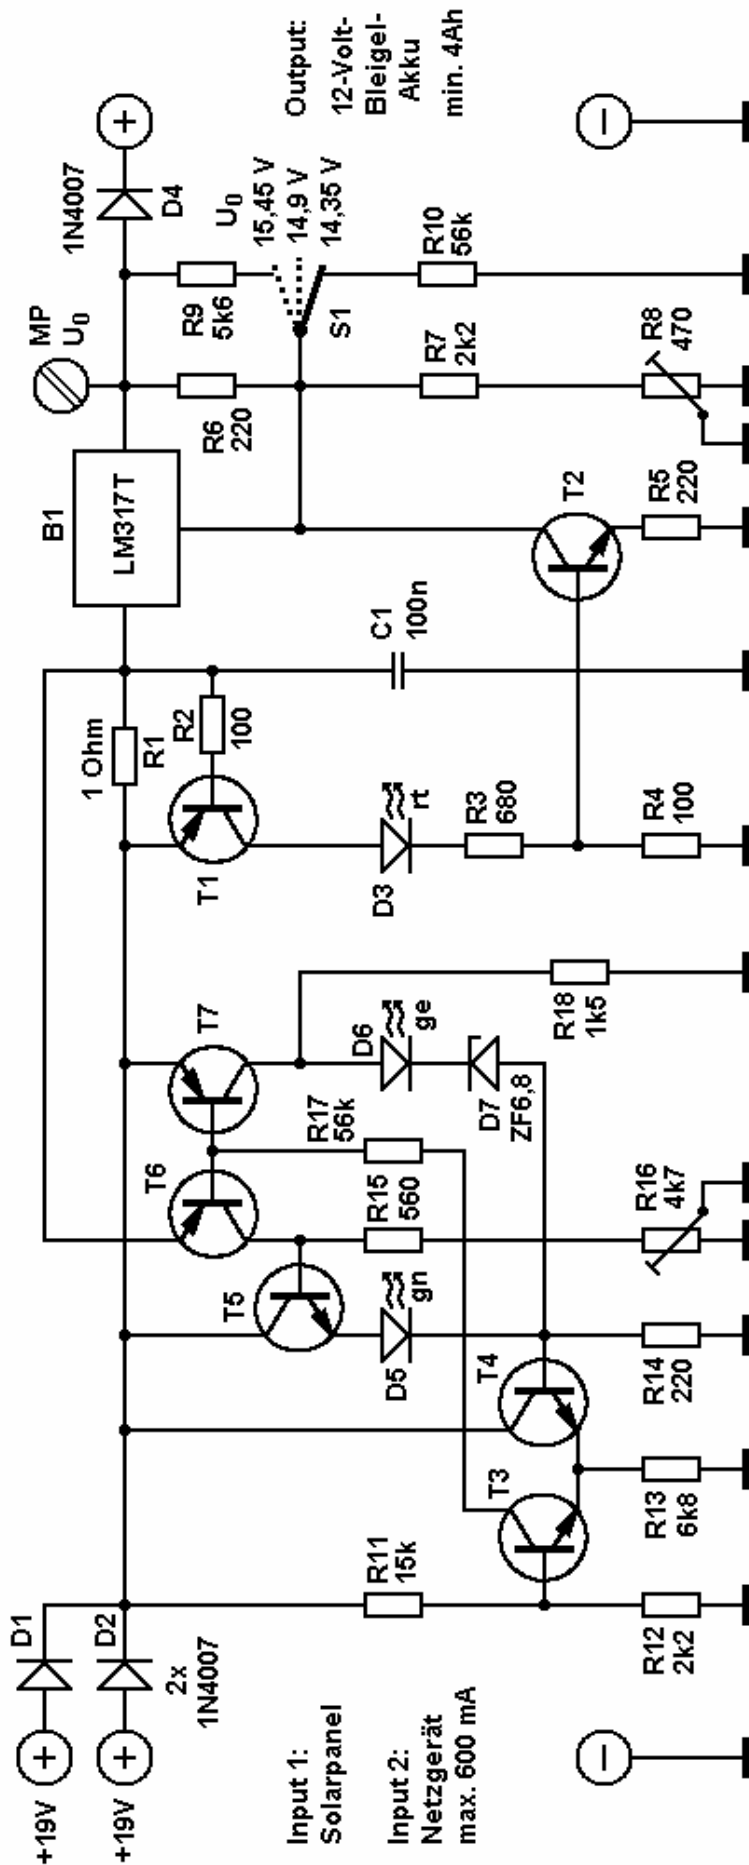 +19V
D1
+19V
D2
2x
1N4007
Input 1:
Solarpanel
Input 2:
Netzgerät
max. 600 mA
R11
15k
R12
2k2
T3
T4
R13
6k8
R14
220
T5
D5
gn
T6
T7
R15
560
R16
4k7
R17
56k
D6
ge
D7
ZF6,8
R18
1k5
T1
1 Ohm
R1
R2
100
D3
rt
R3
680
R4
100
C1
100n
B1
LM317T
T2
R5
220
MP
U0
R6
220
R7
2k2
R8
470
R9
5k6
S1
U0
15,45 V
14,9 V
14,35 V
R10
56k
1N4007
D4
Output:
12-Volt-
Bleigel-
Akku
min. 4Ah